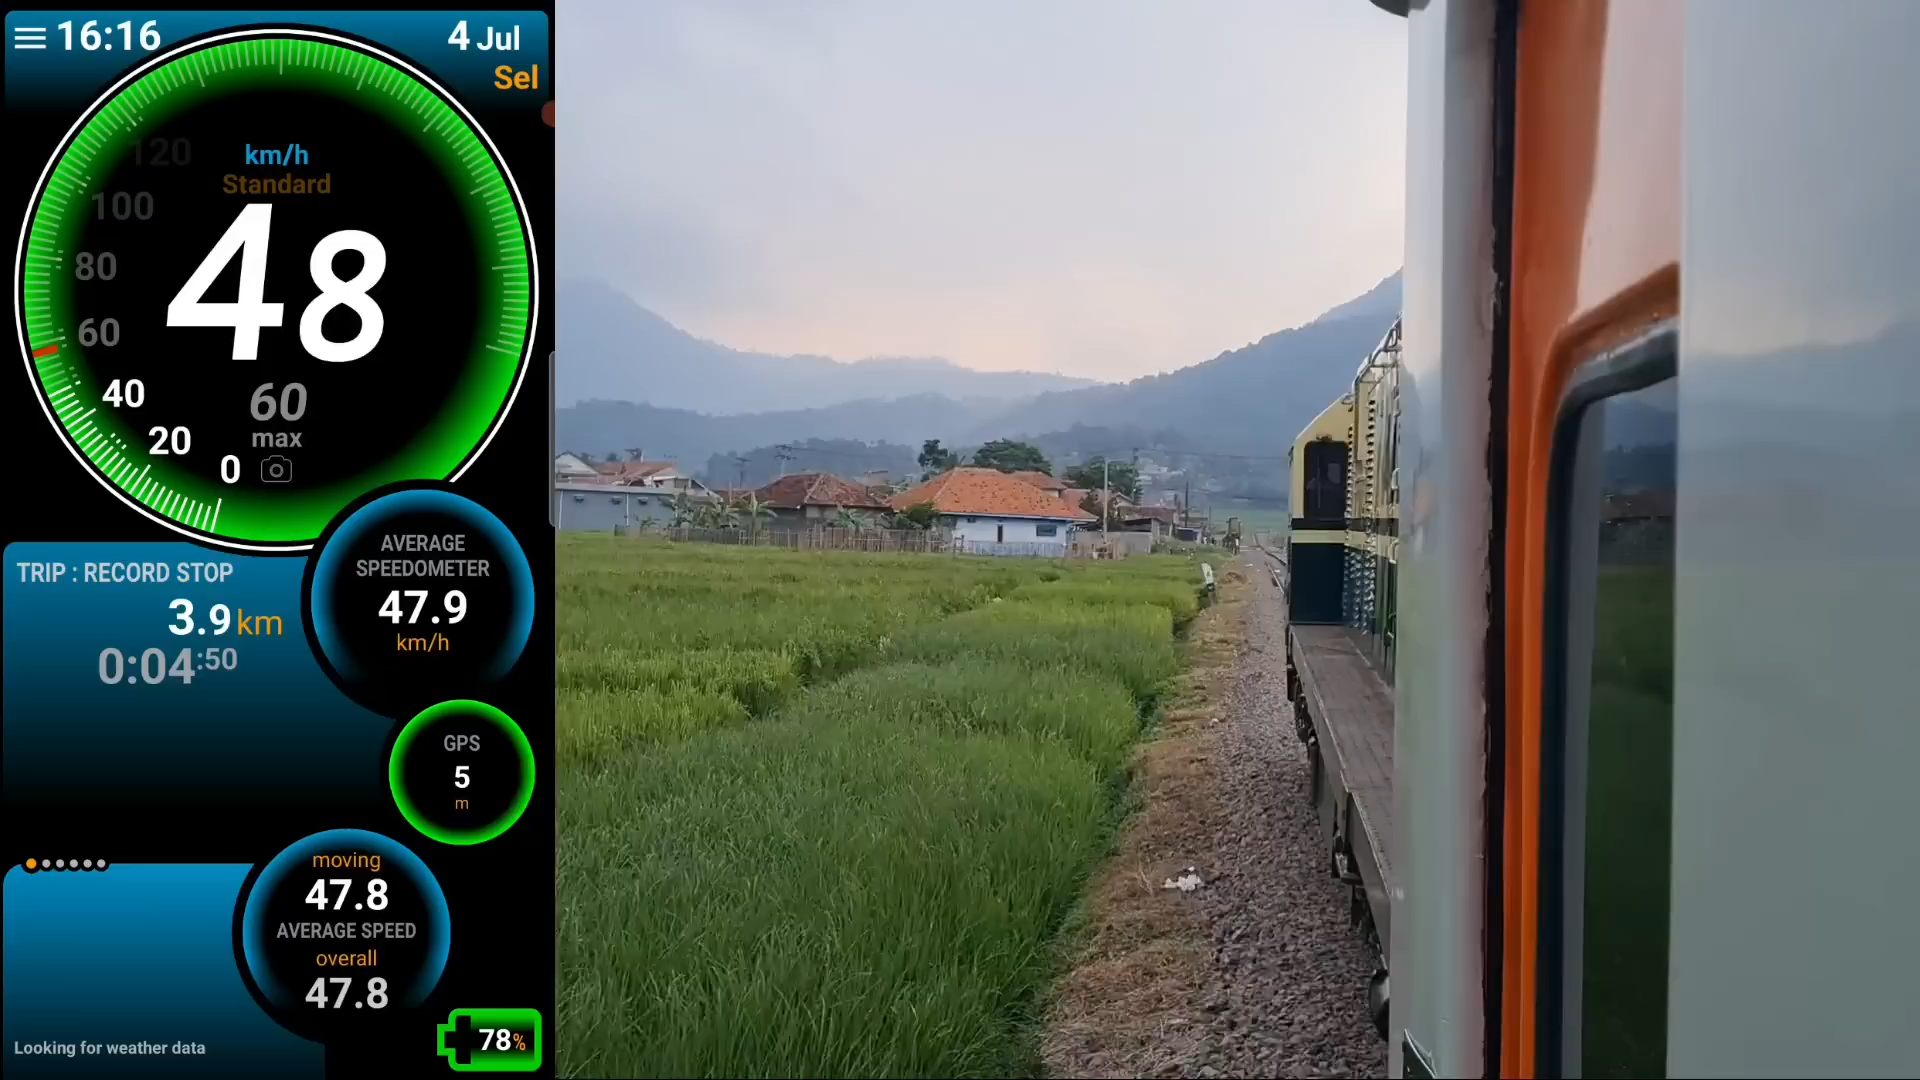 16:16
4 Jul
Sel
km/h
Standard
48
120
100
80
60
40
20
0
60
max
TRIP : RECORD STOP
3.9 km
0:04:50
AVERAGE
SPEEDOMETER
47.9
km/h
GPS
5
m
moving
47.8
AVERAGE SPEED
overall
47.8
Looking for weather data
78%